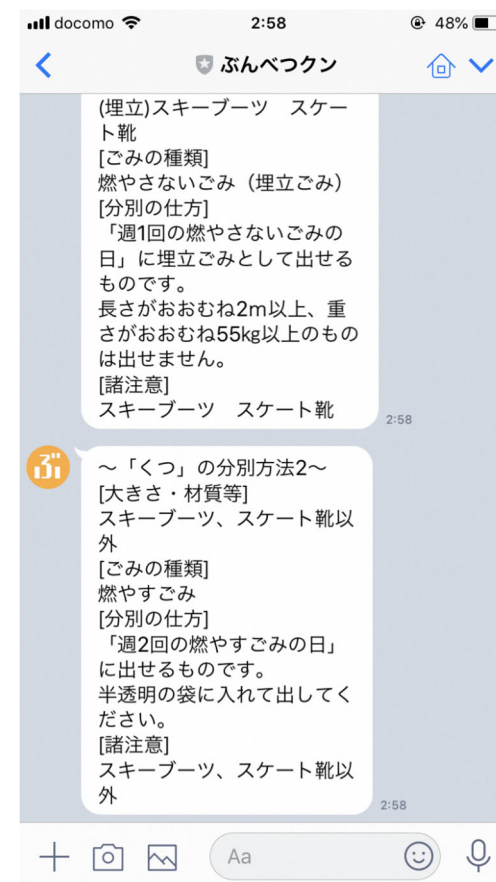 docomo 2:58 48%
ぶんべつクン
(埋立)スキーブーツ　スケー
ト靴
[ごみの種類]
燃やさないごみ（埋立ごみ）
[分別の仕方]
「週1回の燃やさないごみの
日」に埋立ごみとして出せる
ものです。
長さがおおむね2m以上、重
さがおおむね55kg以上のもの
は出せません。
[諸注意]
スキーブーツ　スケート靴
2:58
ぶ
〜「くつ」の分別方法2〜
[大きさ・材質等]
スキーブーツ、スケート靴以
外
[ごみの種類]
燃やすごみ
[分別の仕方]
「週2回の燃やすごみの日」
に出せるものです。
半透明の袋に入れて出してく
ださい。
[諸注意]
スキーブーツ、スケート靴以
外
2:58
Aa